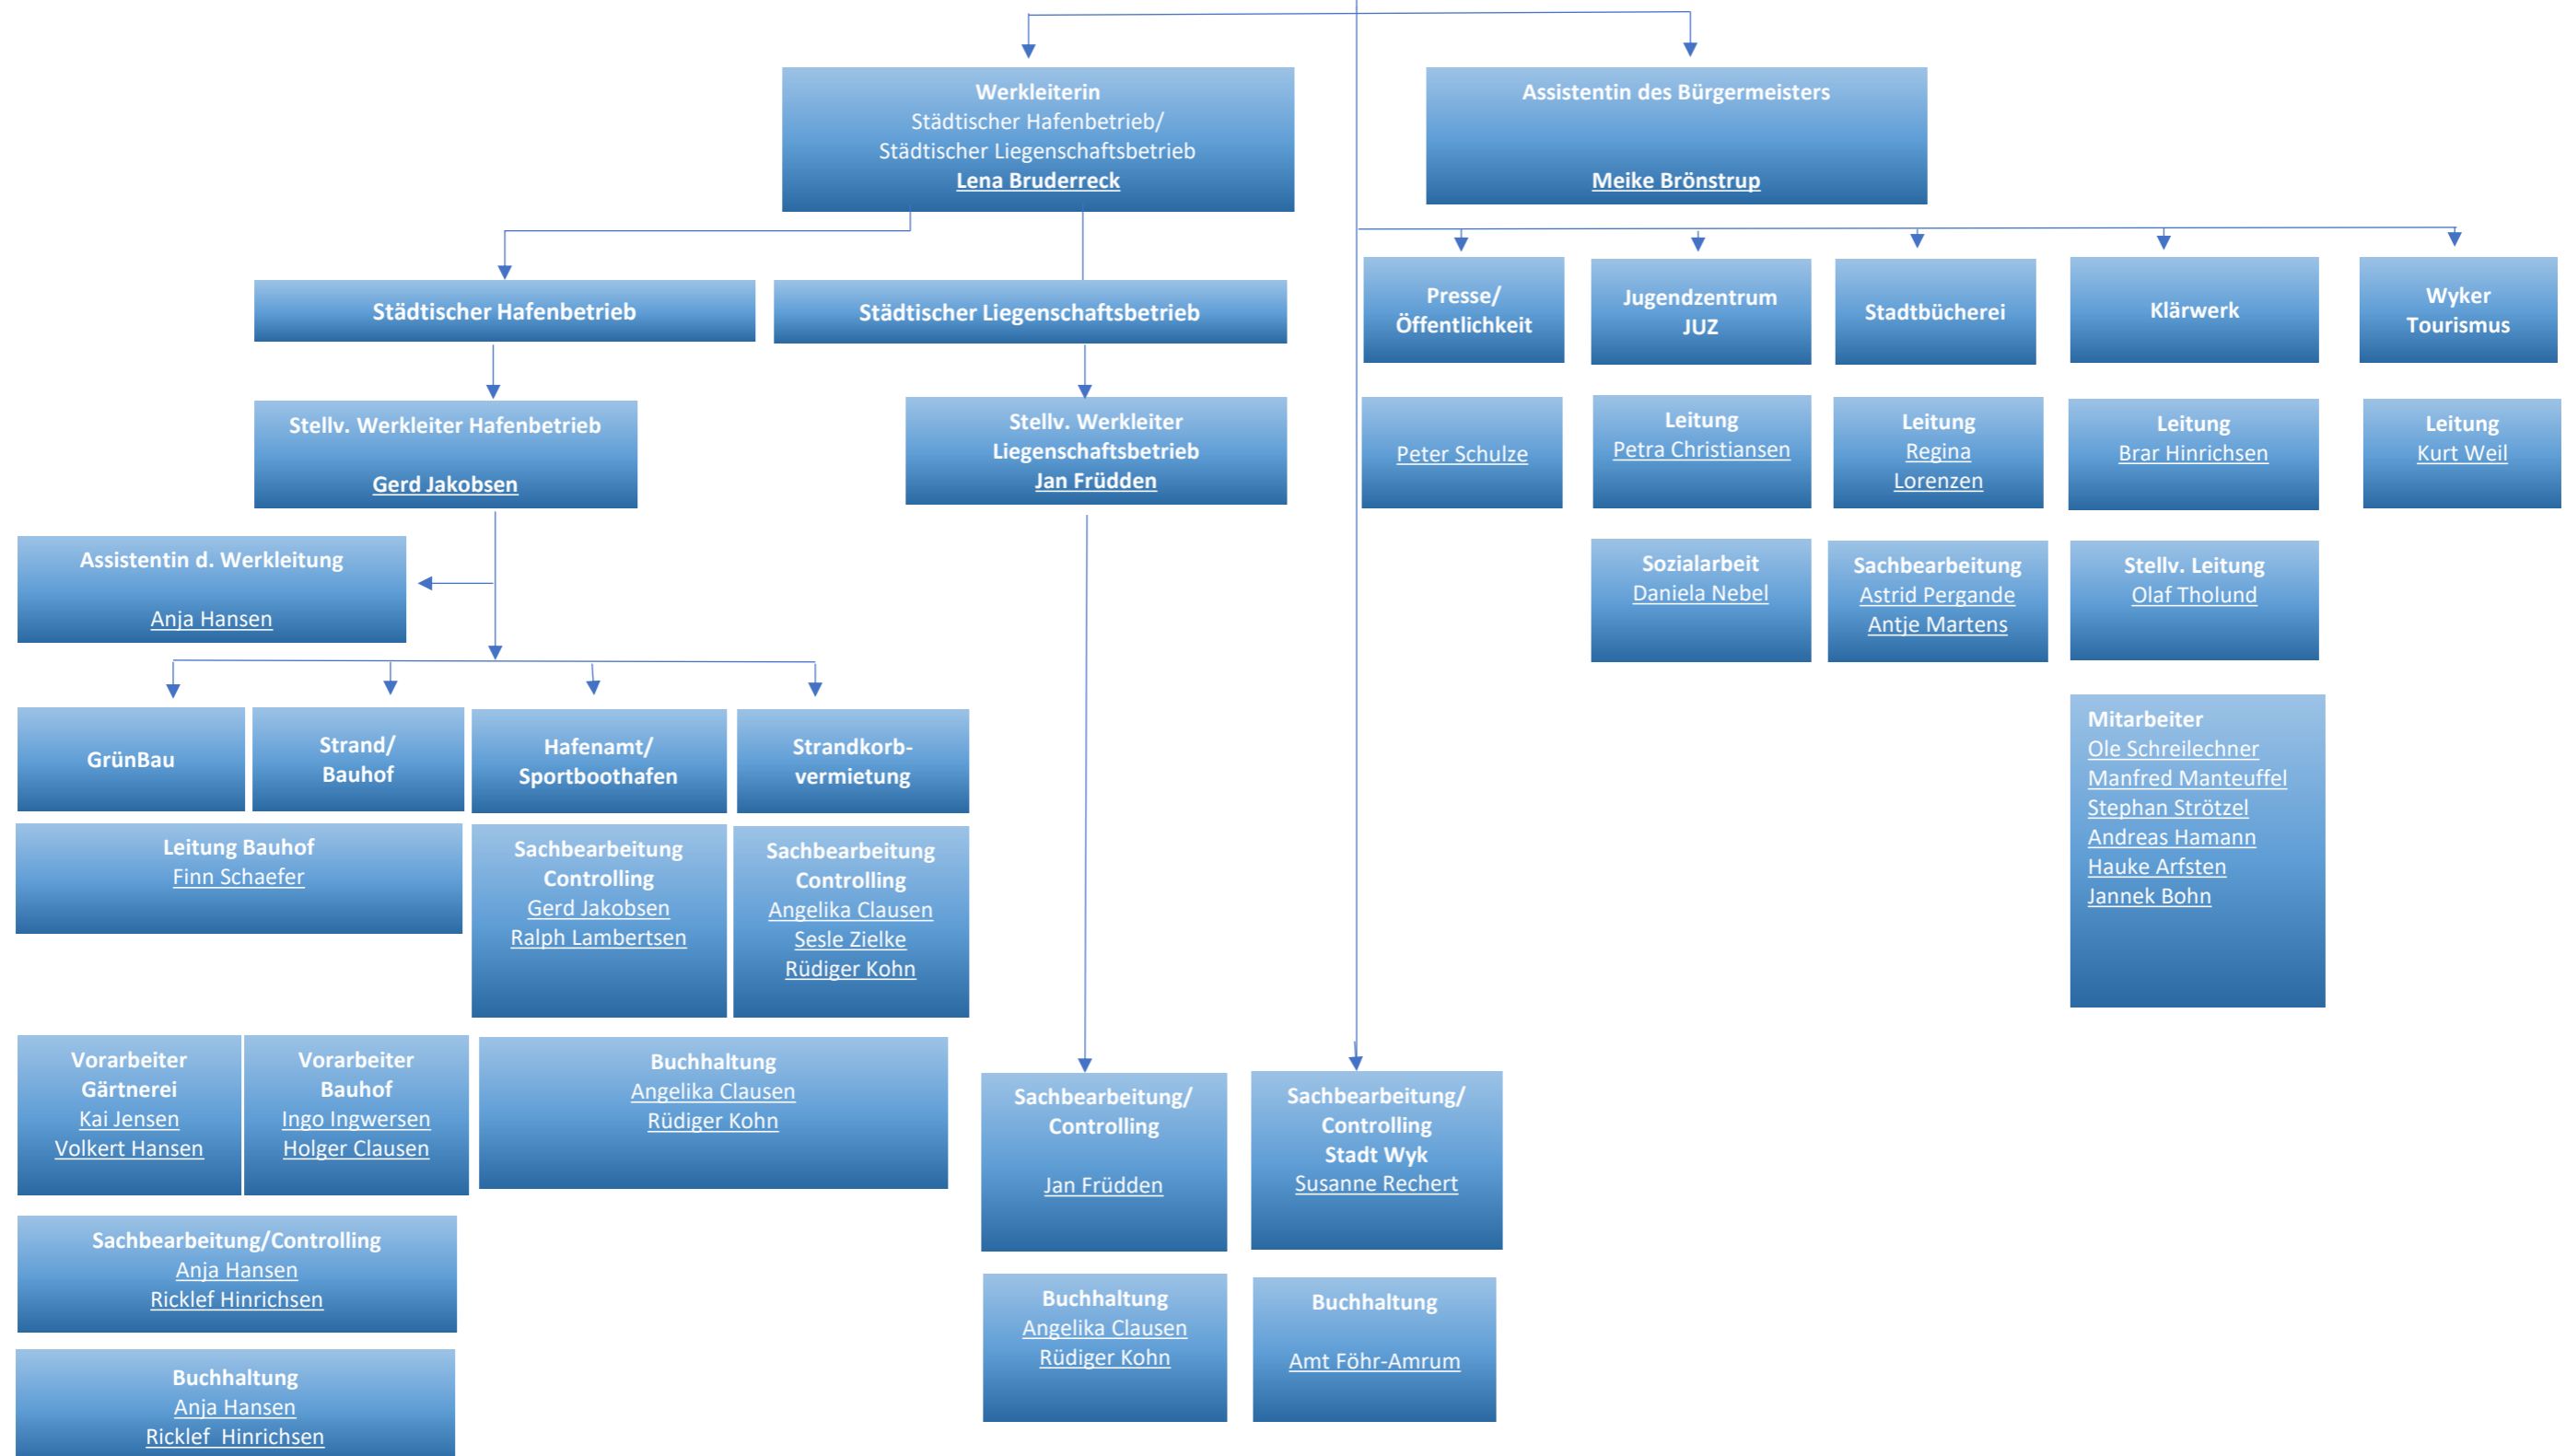 Werkleiterin
Städtischer Hafenbetrieb/
Städtischer Liegenschaftsbetrieb
Lena Bruderreck
Assistentin des Bürgermeisters
Meike Brönstrup
Städtischer Hafenbetrieb
Städtischer Liegenschaftsbetrieb
Presse/
Öffentlichkeit
Jugendzentrum
JUZ
Stadtbücherei
Klärwerk
Wyker
Tourismus
Stellv. Werkleiter Hafenbetrieb
Gerd Jakobsen
Stellv. Werkleiter
Liegenschaftsbetrieb
Jan Früdden
Peter Schulze
Leitung
Petra Christiansen
Leitung
Regina
Lorenzen
Leitung
Brar Hinrichsen
Leitung
Kurt Weil
Assistentin d. Werkleitung
Anja Hansen
Sozialarbeit
Daniela Nebel
Sachbearbeitung
Astrid Pergande
Antje Martens
Stellv. Leitung
Olaf Tholund
GrünBau
Strand/
Bauhof
Hafenamt/
Sportboothafen
Strandkorb-
vermietung
Mitarbeiter
Ole Schreilechner
Manfred Manteuffel
Stephan Strötzel
Andreas Hamann
Hauke Arfsten
Jannek Bohn
Leitung Bauhof
Finn Schaefer
Sachbearbeitung
Controlling
Gerd Jakobsen
Ralph Lambertsen
Sachbearbeitung
Controlling
Angelika Clausen
Sesle Zielke
Rüdiger Kohn
Vorarbeiter
Gärtnerei
Kai Jensen
Volkert Hansen
Vorarbeiter
Bauhof
Ingo Ingwersen
Holger Clausen
Buchhaltung
Angelika Clausen
Rüdiger Kohn
Sachbearbeitung/
Controlling
Jan Früdden
Sachbearbeitung/
Controlling
Stadt Wyk
Susanne Rechert
Sachbearbeitung/Controlling
Anja Hansen
Ricklef Hinrichsen
Buchhaltung
Angelika Clausen
Rüdiger Kohn
Buchhaltung
Amt Föhr-Amrum
Buchhaltung
Anja Hansen
Ricklef  Hinrichsen